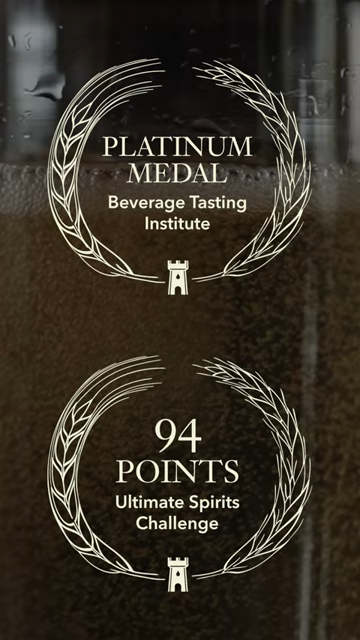 PLATINUM
MEDAL
Beverage Tasting
Institute
94
POINTS
Ultimate Spirits
Challenge